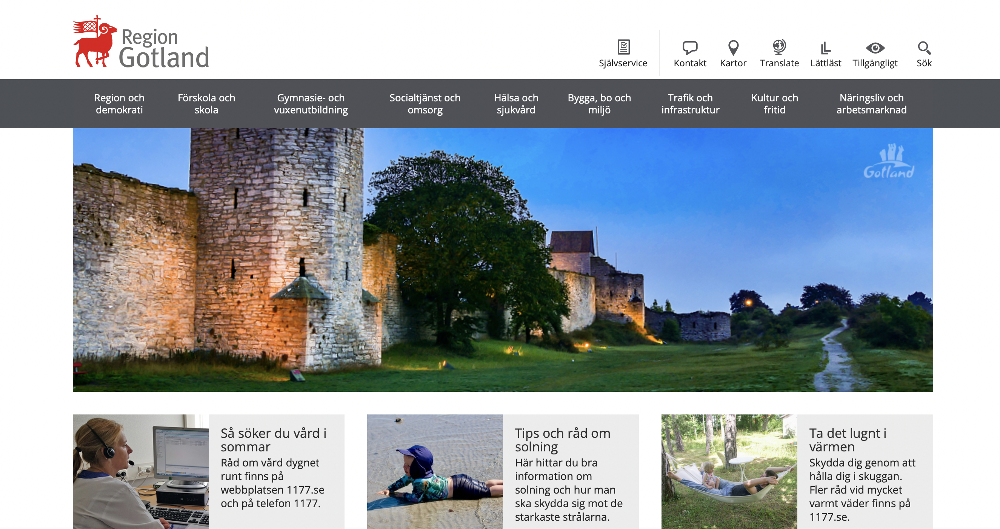 Region
Gotland
Självservice
Kontakt
Kartor
Translate
Lättläst
Tillgängligt
Sök
Region och
demokrati
Förskola och
skola
Gymnasie- och
vuxenutbildning
Socialtjänst och
omsorg
Hälsa och
sjukvård
Bygga, bo och
miljö
Trafik och
infrastruktur
Kultur och
fritid
Näringsliv och
arbetsmarknad
Gotland
Så söker du vård i
sommar
Råd om vård dygnet
runt finns på
webbplatsen 1177.se
och på telefon 1177.
Tips och råd om
solning
Här hittar du bra
information om
solning och hur man
ska skydda sig mot de
starkaste strålarna.
Ta det lugnt i
värmen
Skydda dig genom att
hålla dig i skuggan.
Fler råd vid mycket
varmt väder finns på
1177.se.